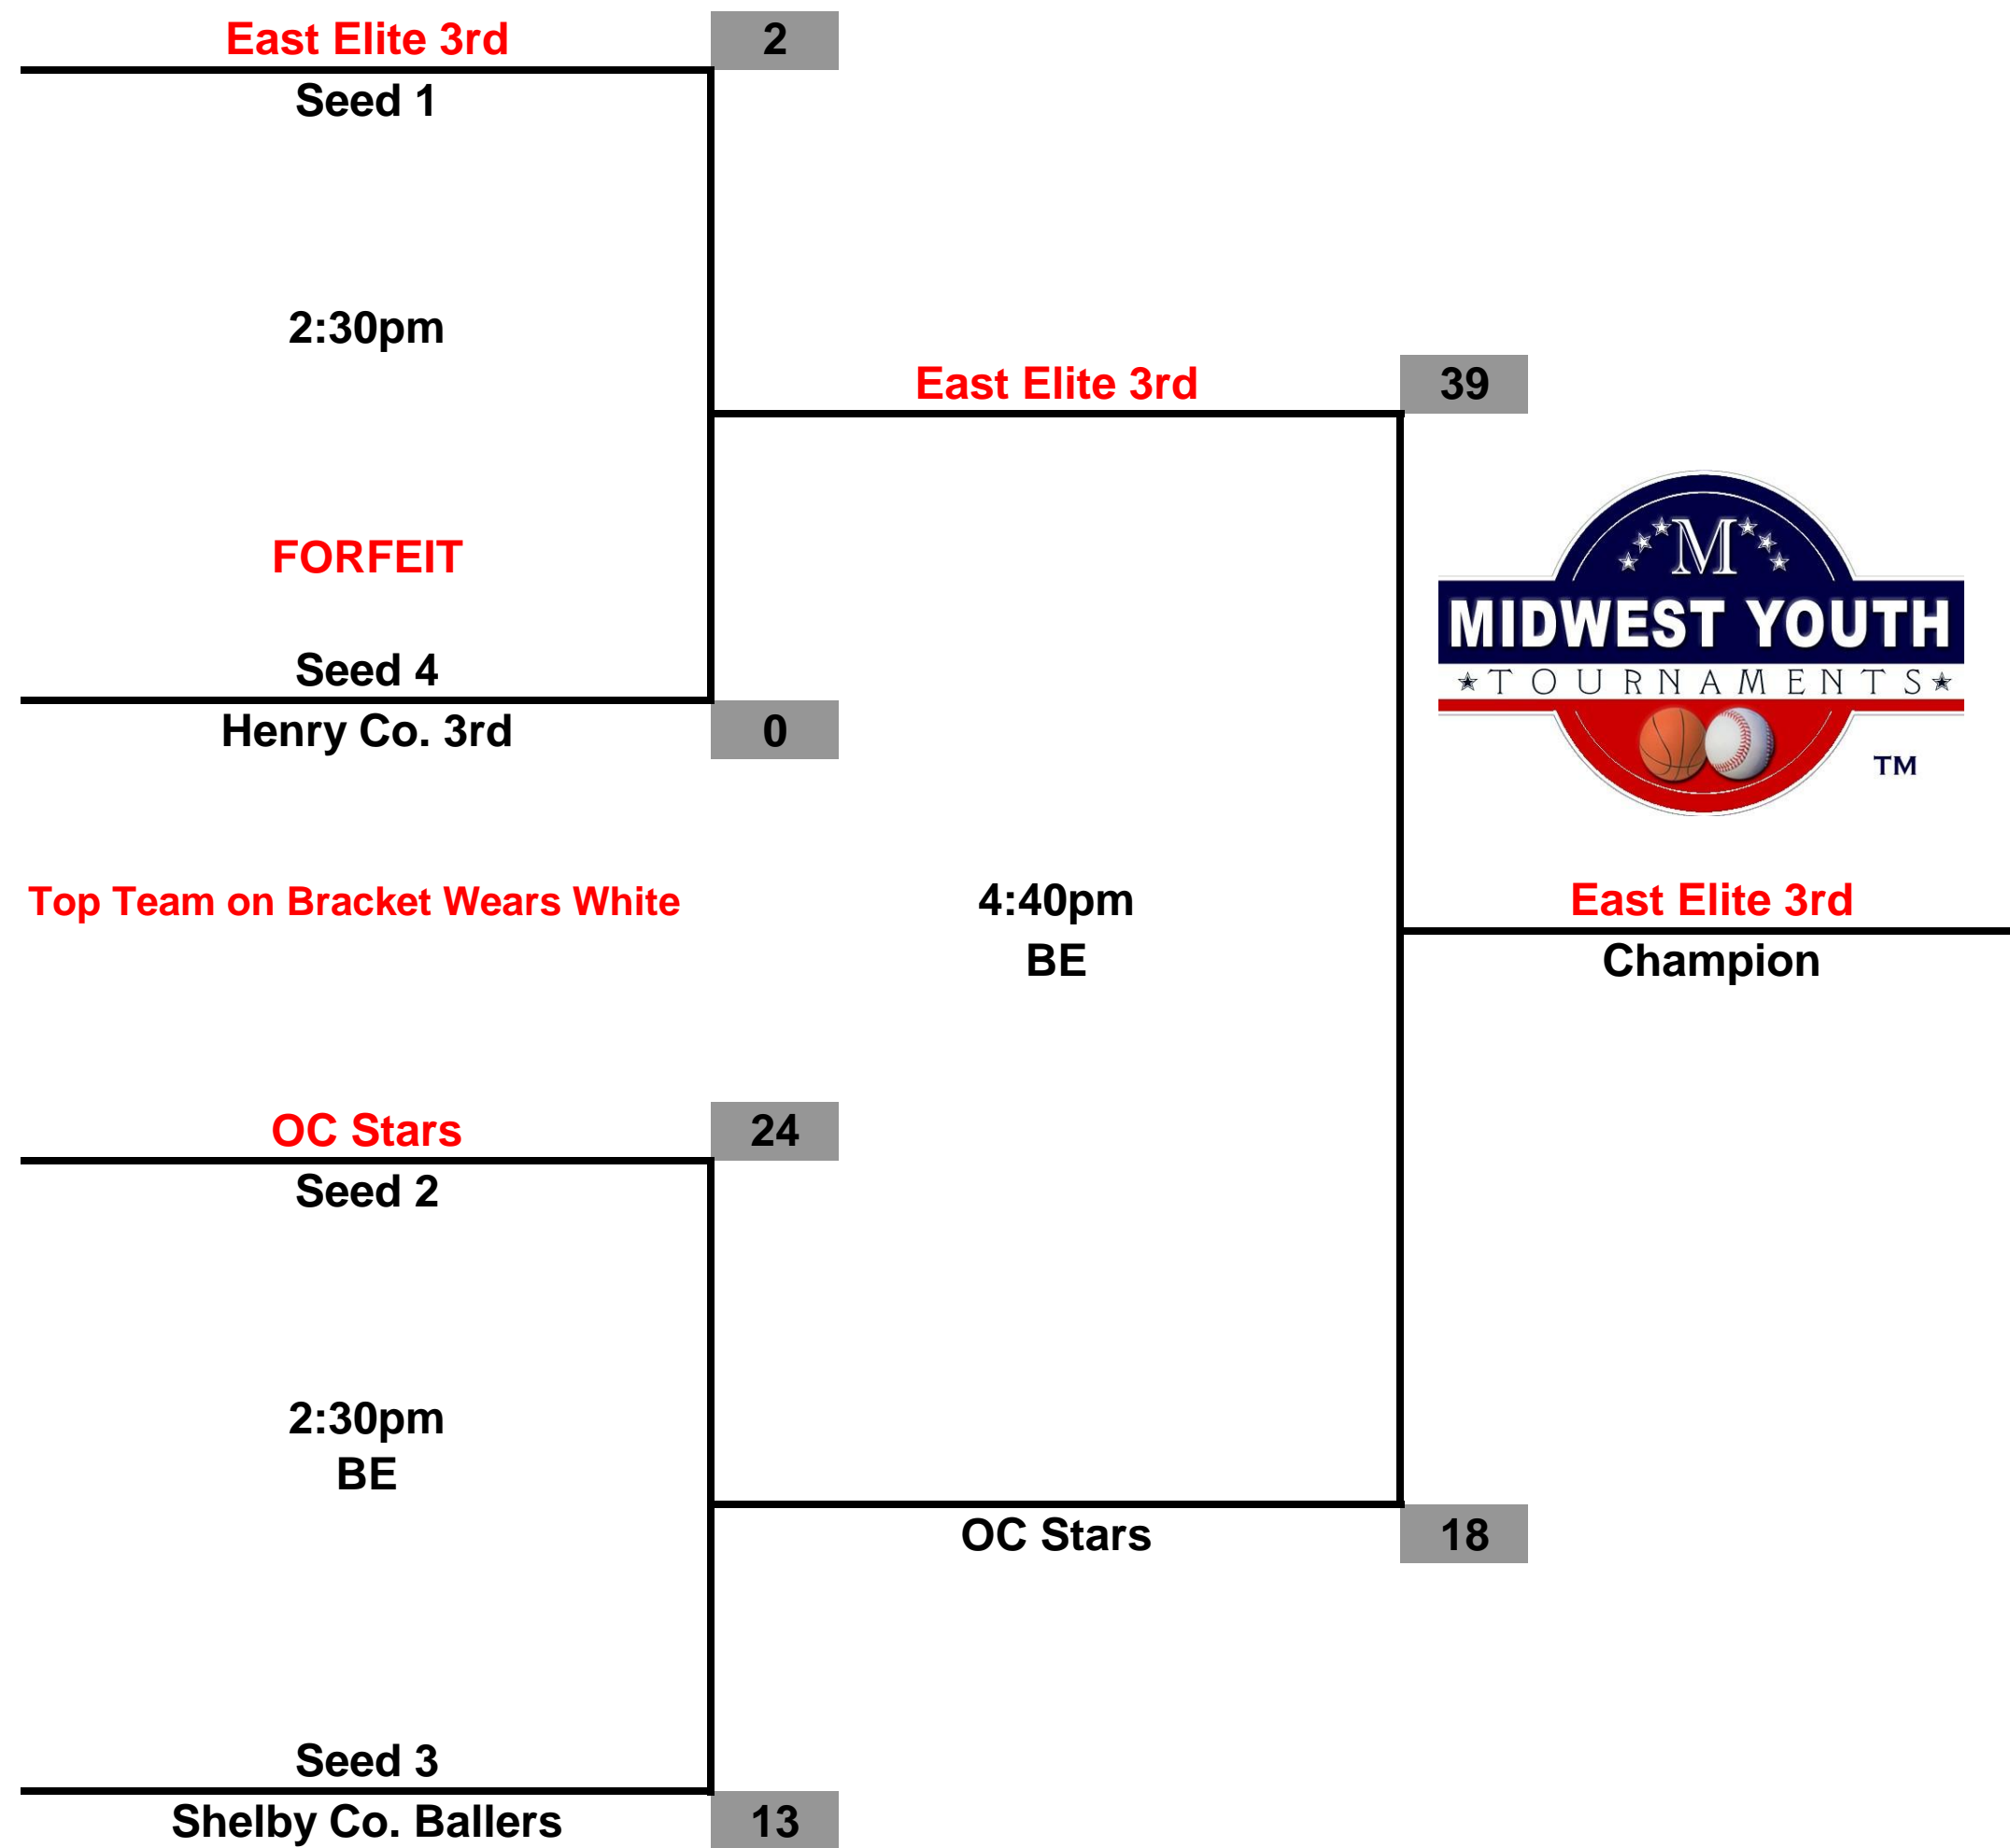 East Elite 3rd 2
Seed 1
2:30pm
East Elite 3rd 39
FORFEIT
Seed 4
Henry Co. 3rd 0
M
MIDWEST YOUTH
TOURNAMENTS
TM
Top Team on Bracket Wears White
4:40pm
BE
East Elite 3rd
Champion
OC Stars 24
Seed 2
2:30pm
BE
OC Stars 18
Seed 3
Shelby Co. Ballers 13